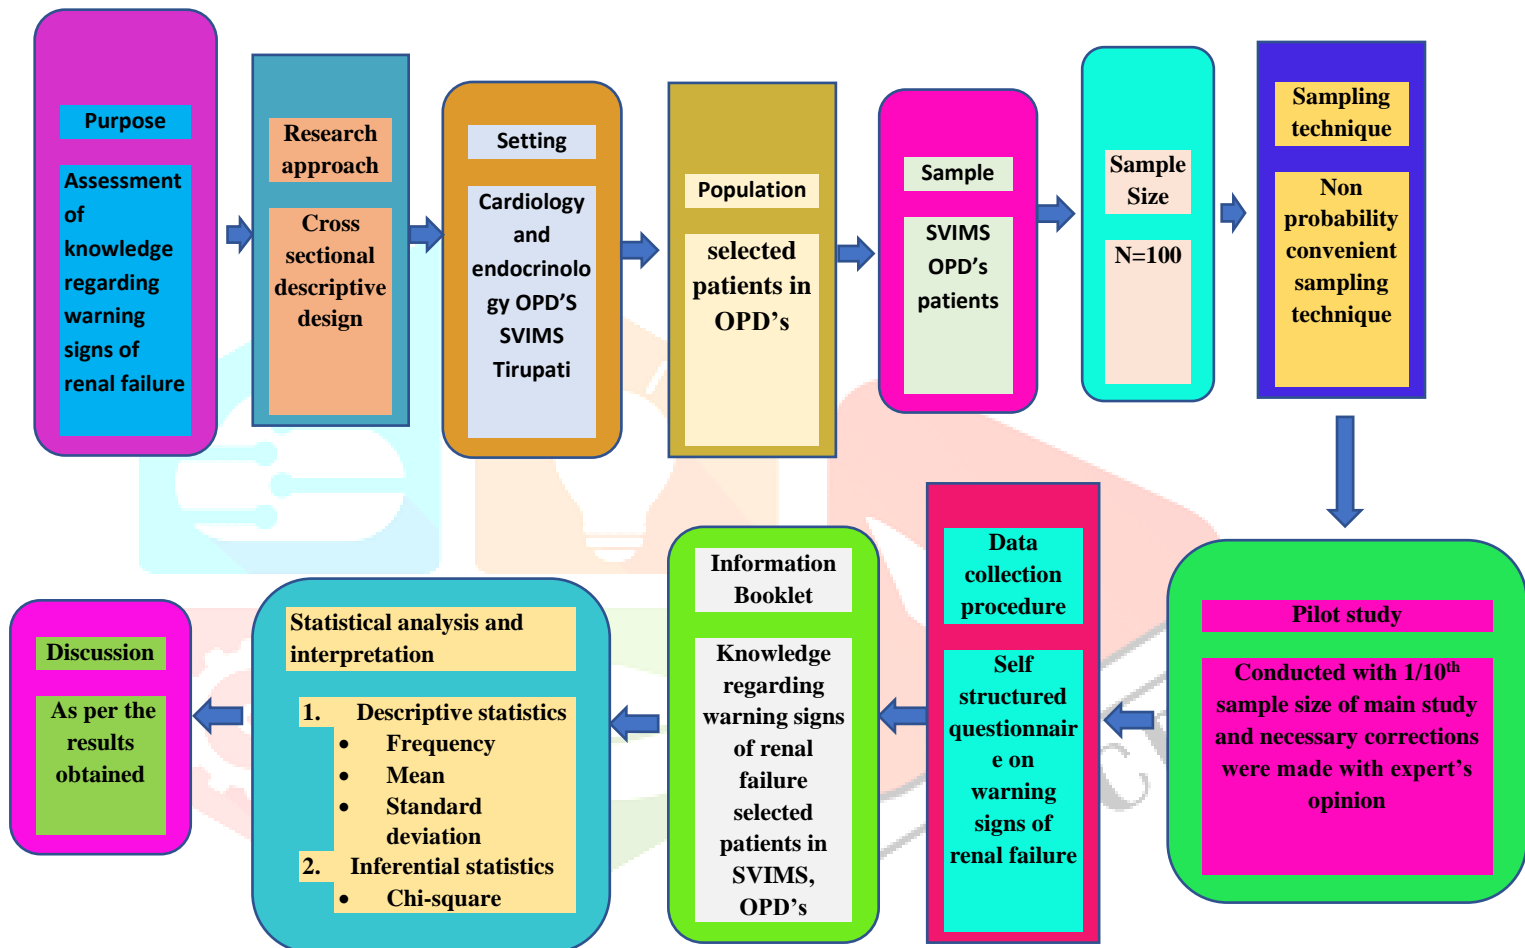 Purpose
Assessment
of
knowledge
regarding
warning
signs of
renal failure
Research
approach
Cross
sectional
descriptive
design
Setting
Cardiology
and
endocrinolo
gy OPD'S
SVIMS
Tirupati
Population
selected
patients in
OPD's
Sample
SVIMS
OPD's
patients
Sample
Size
N=100
Sampling
technique
Non
probability
convenient
sampling
technique
Pilot study
Conducted with 1/10th
sample size of main study
and necessary corrections
were made with expert's
opinion
Data
collection
procedure
Self
structured
questionnair
e on
warning
signs of
renal failure
Information
Booklet
Knowledge
regarding
warning signs
of renal
failure
selected
patients in
SVIMS,
OPD's
Statistical analysis and
interpretation
1. Descriptive statistics
• Frequency
• Mean
• Standard
deviation
2. Inferential statistics
• Chi-square
Discussion
As per the
results
obtained